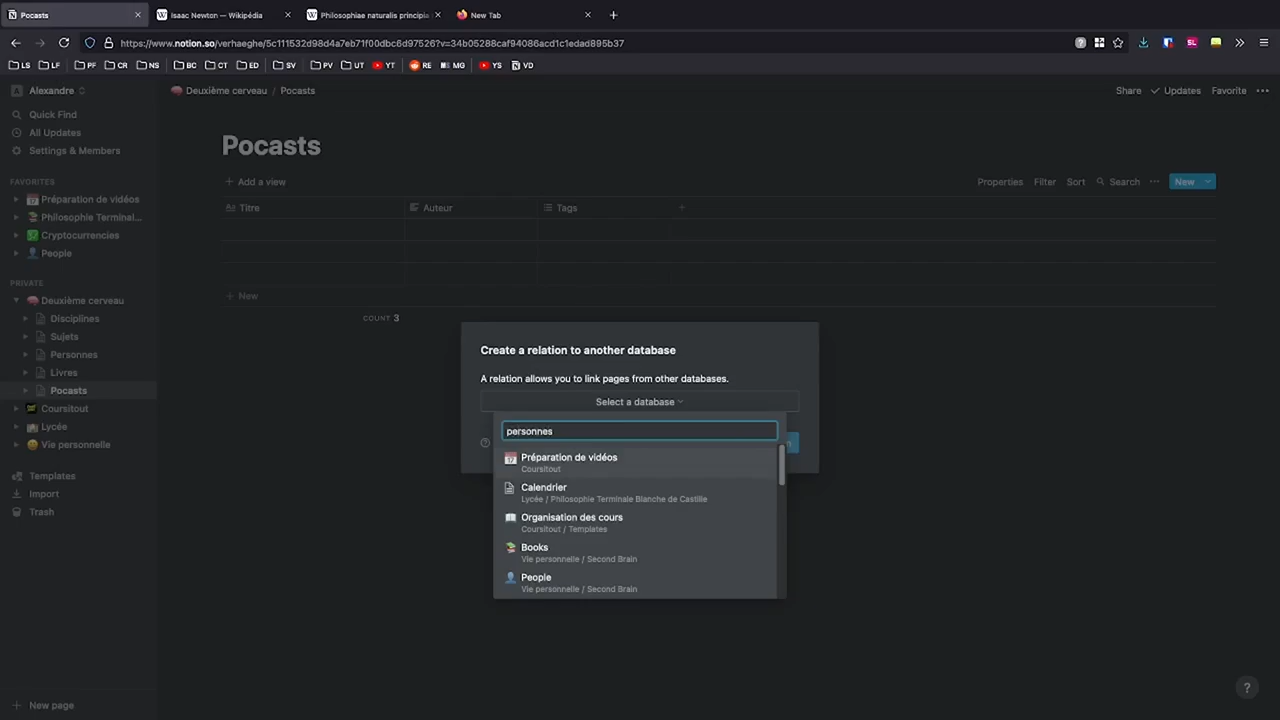 Pocasts
Isaac Newton — Wikipédia
Philosophiae naturalis principia
New Tab
https://www.notion.so/verhaeghe/5c111532d98d4a7eb71f00dbc6d97526?v=34b05288caf94086acd1c1edad895b37
LS LF PF CR NS BC CT ED SV PV UT YT RE MG YS VD
Alexandre
Deuxième cerveau / Pocasts
Share Updates Favorite
Quick Find
All Updates
Settings & Members
FAVORITES
Préparation de vidéos
Philosophie Terminal...
Cryptocurrencies
People
PRIVATE
Deuxième cerveau
Disciplines
Sujets
Personnes
Livres
Pocasts
Coursitout
Lycée
Vie personnelle
Templates
Import
Trash
New page
Pocasts
Add a view
Properties Filter Sort Search New
Titre Auteur Tags
New
COUNT 3
Create a relation to another database
A relation allows you to link pages from other databases.
Select a database
personnes
Préparation de vidéos
Coursitout
Calendrier
Lycée / Philosophie Terminale Blanche de Castille
Organisation des cours
Coursitout / Templates
Books
Vie personnelle / Second Brain
People
Vie personnelle / Second Brain